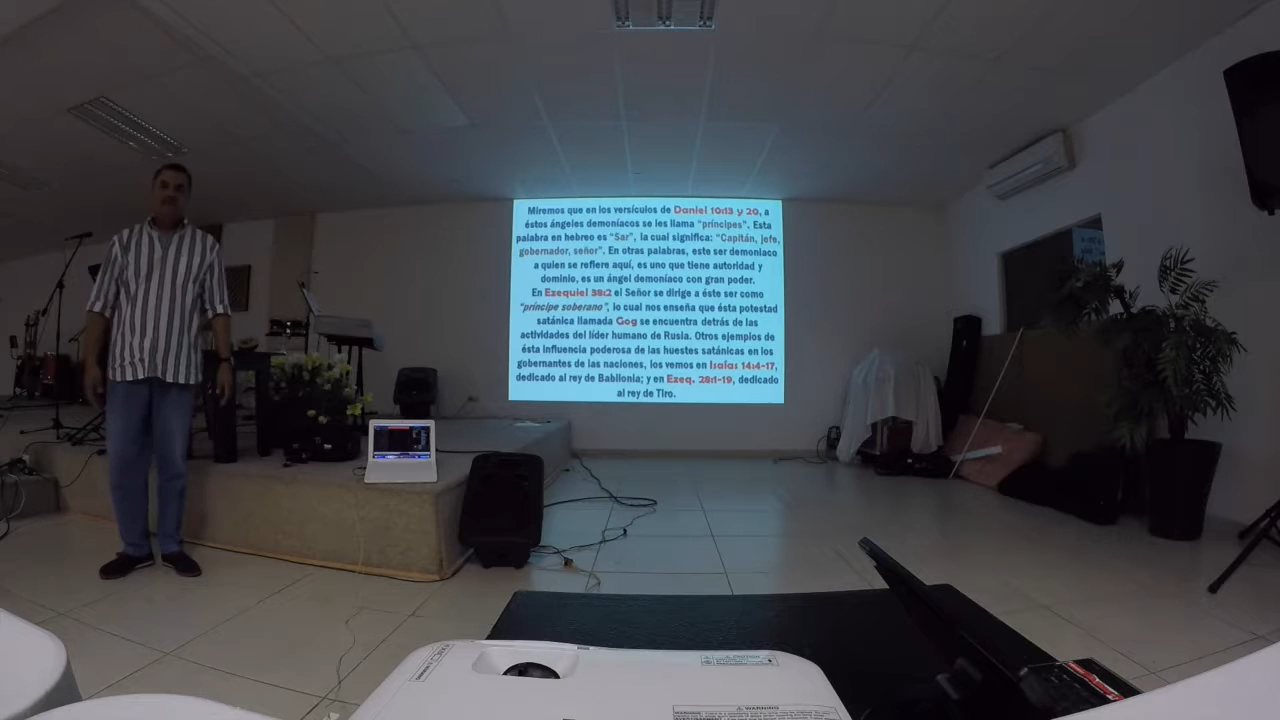 Miremos que en los versículos de Daniel 10:13 y 20, a
éstos ángeles demoníacos se les llama "príncipes". Esta
palabra en hebreo es "Sar", la cual significa: "Capitán, jefe,
gobernador, señor". En otras palabras, este ser demoníaco
a quien se refiere aquí, es uno que tiene autoridad y
dominio, es un ángel demoníaco con gran poder.
En Ezequiel 38:2 el Señor se dirige a éste ser como
"príncipe soberano", lo cual nos enseña que ésta potestad
satánica llamada Gog se encuentra detrás de las
actividades del líder humano de Rusia. Otros ejemplos de
ésta influencia poderosa de las huestes satánicas en los
gobernantes de las naciones, los vemos en Isaías 14:4-17,
dedicado al rey de Babilonia; y en Ezeq. 28:1-19, dedicado
al rey de Tiro.
WARNING